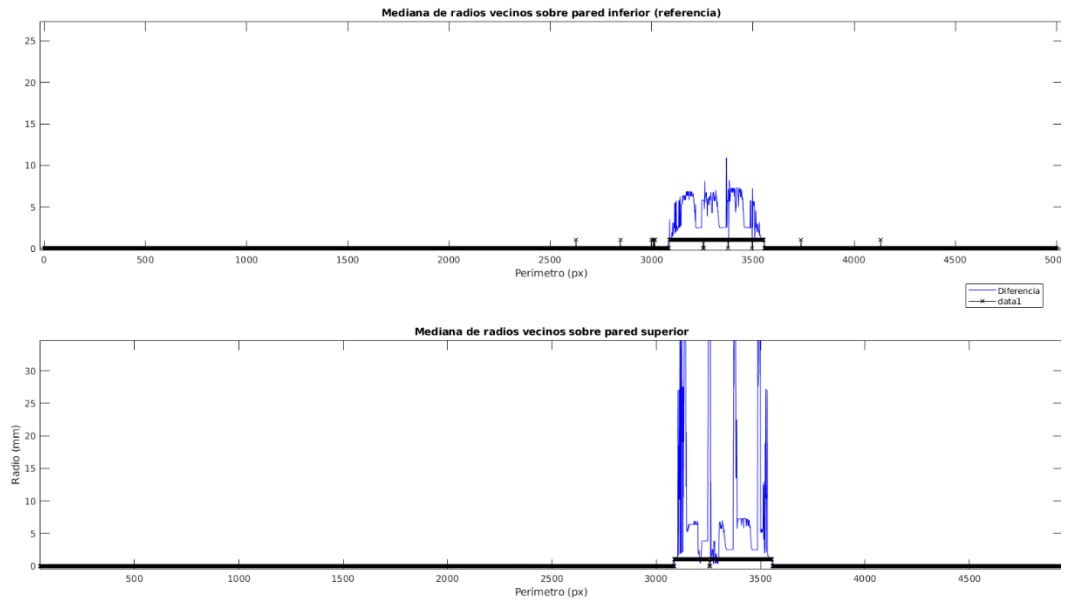 Mediana de radios vecinos sobre pared inferior (referencia)
25
20
15
10
5
0
0 500 1000 1500 2000 2500 3000 3500 4000 4500 500
Perímetro (px)
Diferencia
data1
Mediana de radios vecinos sobre pared superior
Radio (mm)
30
25
20
15
10
5
0
500 1000 1500 2000 2500 3000 3500 4000 4500
Perímetro (px)